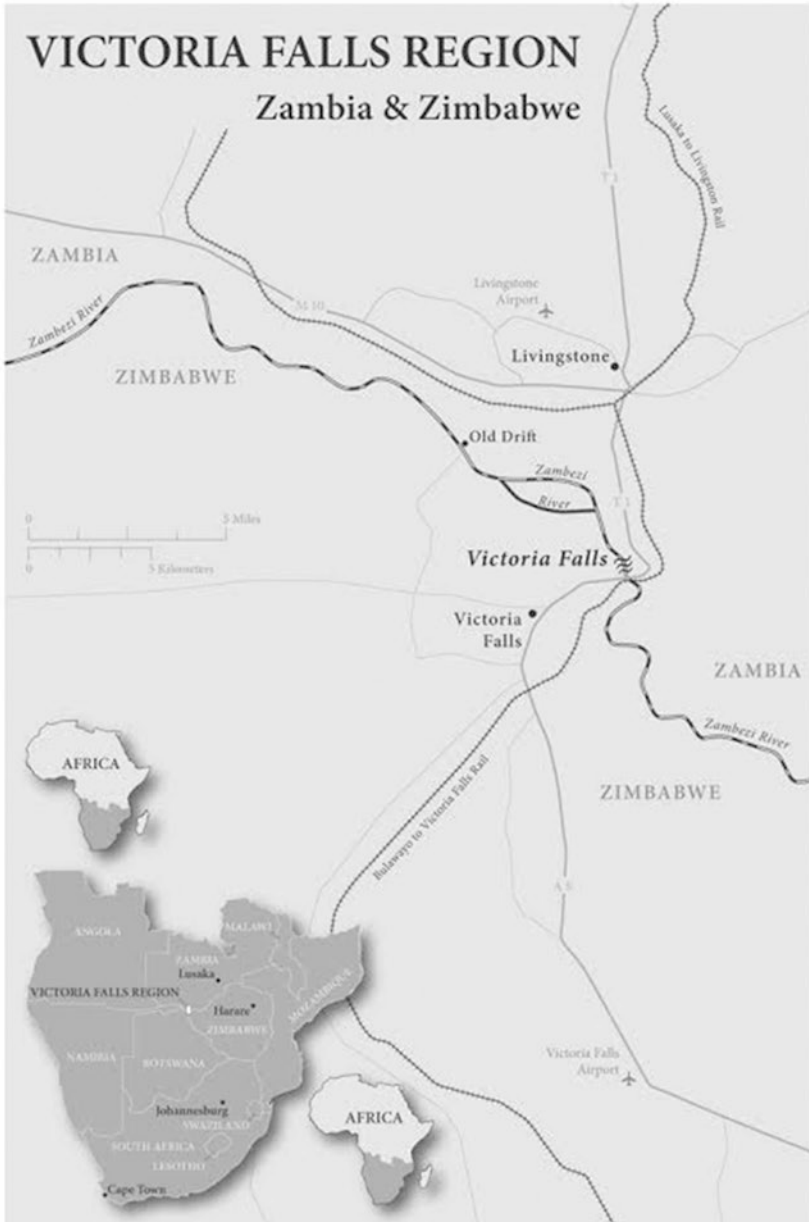 VICTORIA FALLS REGION
Zambia & Zimbabwe
Lusaka to Livingston Rail
T 1
ZAMBIA
Livingstone
Airport
M 10
Zambezi River
Livingstone
ZIMBABWE
Old Drift
Zambezi
River
T 1
0
5 Miles
0
5 Kilometers
Victoria Falls
Victoria
Falls
ZAMBIA
Zambezi River
ZIMBABWE
AFRICA
Bulawayo to Victoria Falls Rail
A 8
ANGOLA
MALAWI
ZAMBIA
Lusaka
VICTORIA FALLS REGION
MOZAMBIQUE
Harare
ZIMBABWE
NAMBIA
BOTSWANA
Victoria Falls
Airport
Johannesburg
SWAZILAND
AFRICA
SOUTH AFRICA
LESOTHO
Cape Town